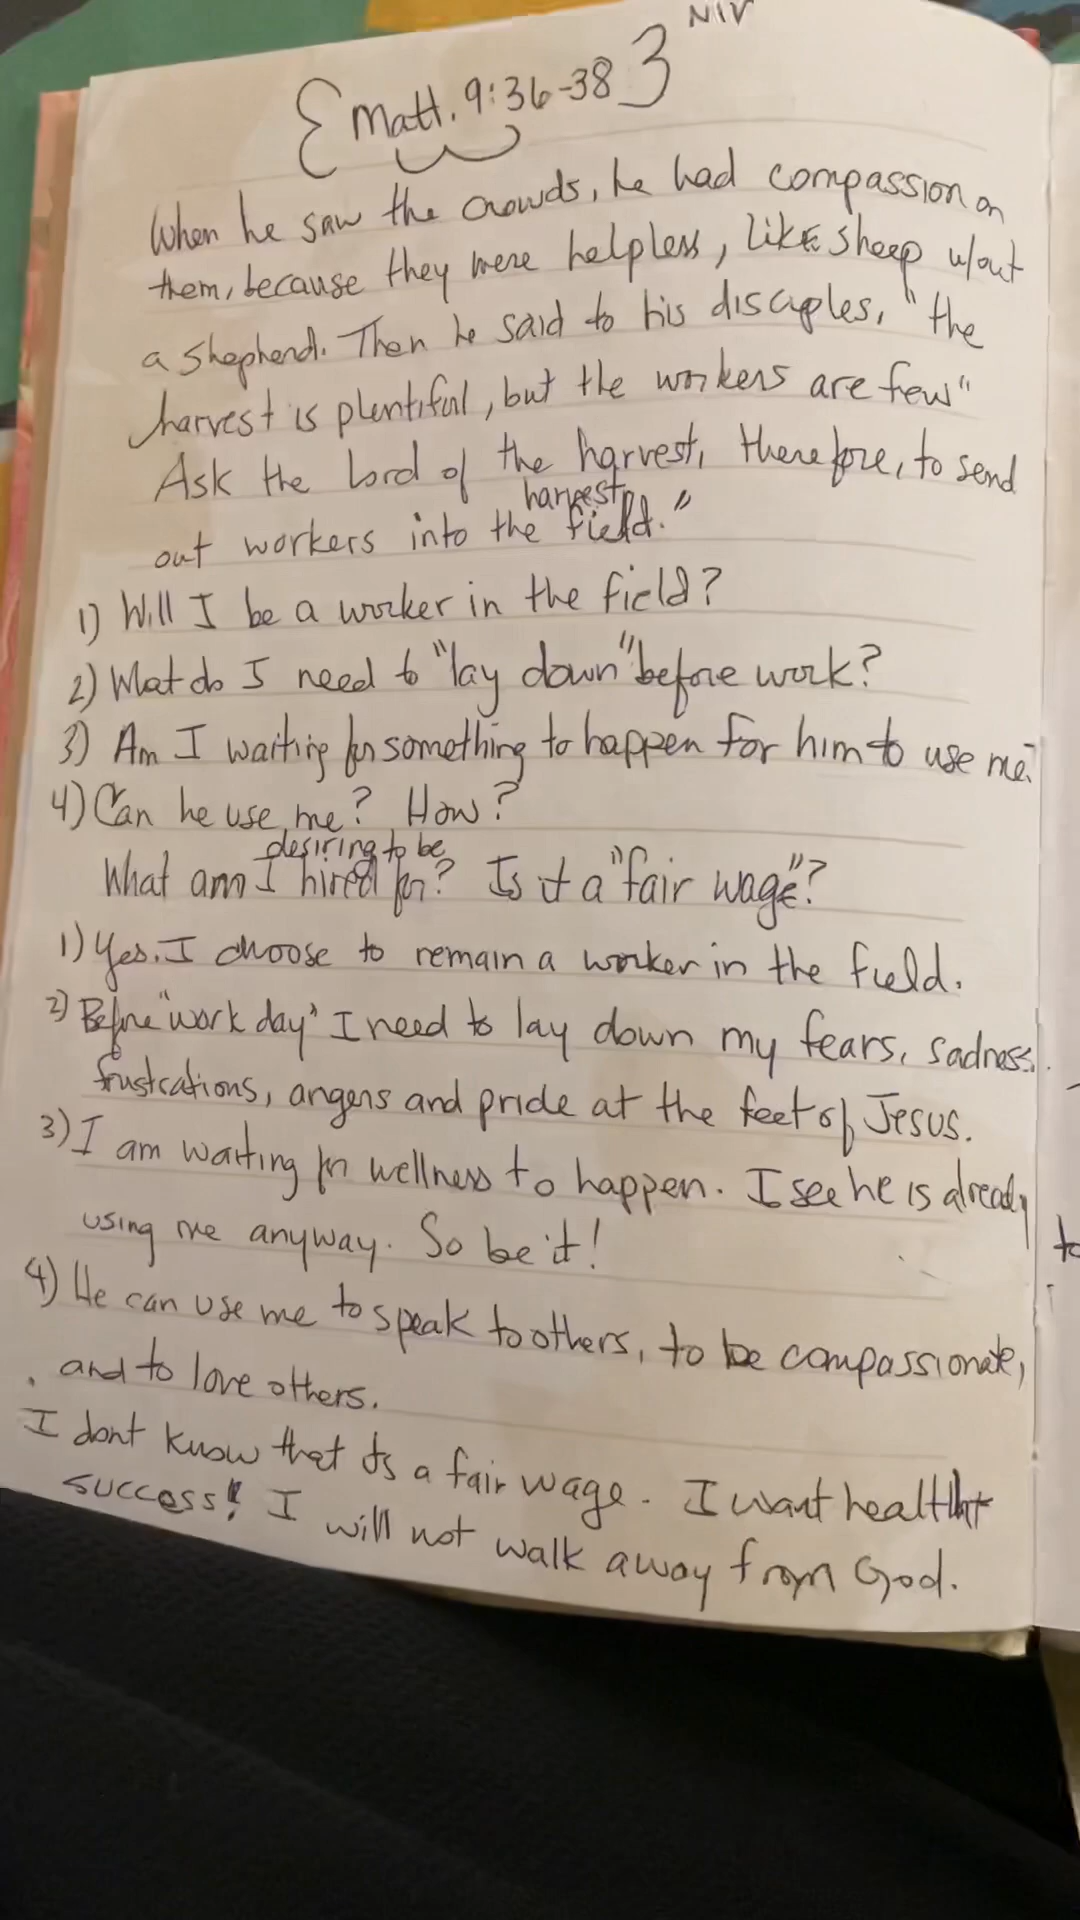 NIV
{Matt. 9:36-38}
When he saw the crowds, he had compassion on
them, because they were helpless, like sheep w/out
a shepherd. Then he said to his disciples, "the
harvest is plentiful, but the workers are few"
Ask the Lord of the harvest, therefore, to send
harvest
out workers into the field."
1) Will I be a worker in the field?
2) What do I need to "lay down" before work?
3) Am I waiting for something to happen for him to use me?
4) Can he use me? How?
desiring to be
What am I hired for? Is it a "fair wage"?
1) Yes. I choose to remain a worker in the field.
2) Before "work day" I need to lay down my fears, sadness,
frustrations, angers and pride at the feet of Jesus.
3) I am waiting for wellness to happen. I see he is already
using me anyway. So be it!
4) He can use me to speak to others, to be compassionate,
and to love others.
I dont know that its a fair wage. I want health
success! I will not walk away from God.
to